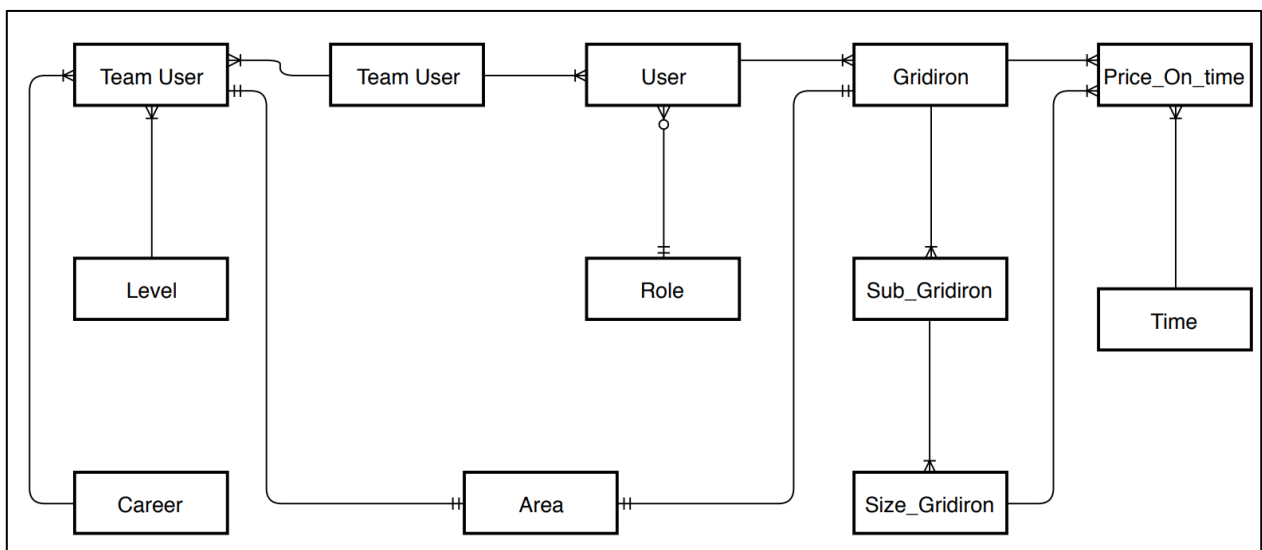 Team User
Team User
User
Gridiron
Price_On_time
Level
Role
Sub_Gridiron
Time
Career
Area
Size_Gridiron